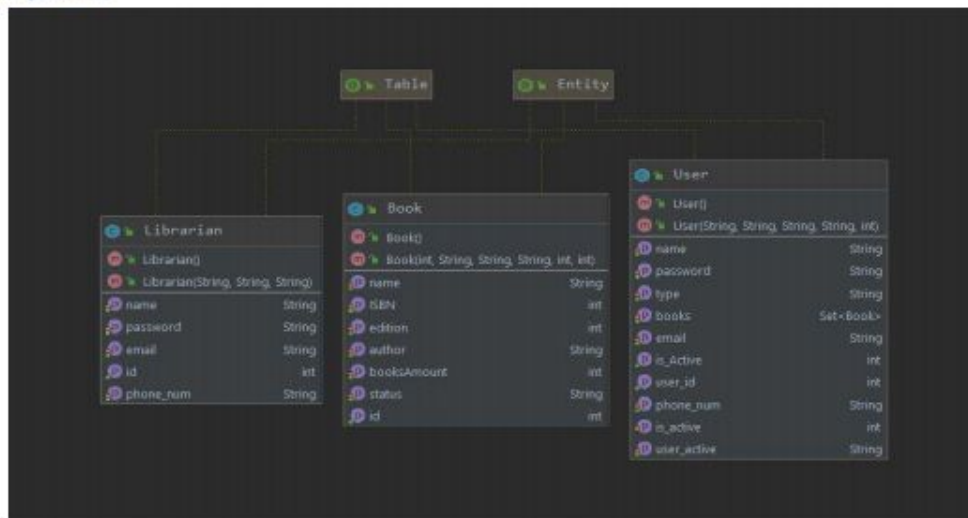 Table
Entity
Librarian
Librarian()
Librarian(String, String, String)
name String
password String
email String
id int
phone_num String
Book
Book()
Book(int, String, String, String, int, int)
name String
ISBN int
edition int
author String
booksAmount int
status String
id int
User
User()
User(String, String, String, String, int)
name String
password String
type String
books Set<Book>
email String
is_Active int
user_id int
phone_num String
is_active int
user_active String